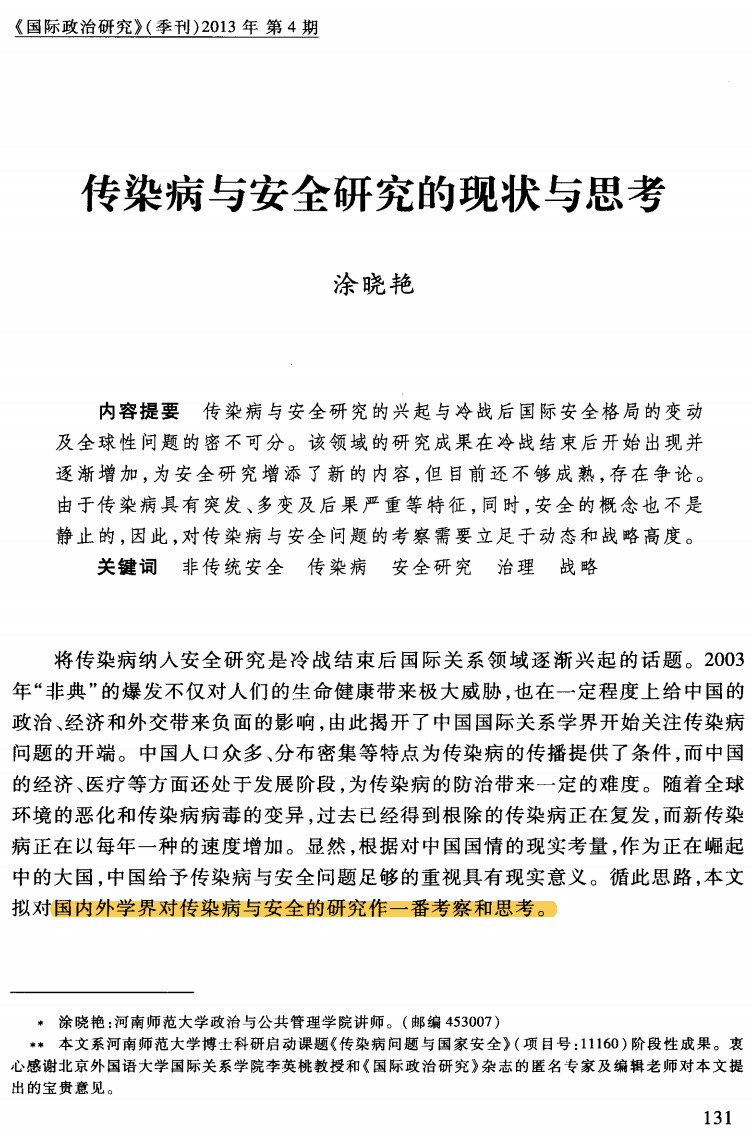 《国际政治研究》(季刊)2013 年 第 4 期
传染病与安全研究的现状与思考
涂晓艳
内容提要 传染病与安全研究的兴起与冷战后国际安全格局的变动
及全球性问题的密不可分。该领域的研究成果在冷战结束后开始出现并
逐渐增加,为安全研究增添了新的内容,但目前还不够成熟,存在争论。
由于传染病具有突发、多变及后果严重等特征,同时,安全的概念也不是
静止的,因此,对传染病与安全问题的考察需要立足于动态和战略高度。
关键词 非传统安全 传染病 安全研究 治理 战略
将传染病纳入安全研究是冷战结束后国际关系领域逐渐兴起的话题。2003
年“非典”的爆发不仅对人们的生命健康带来极大威胁,也在一定程度上给中国的
政治、经济和外交带来负面的影响,由此揭开了中国国际关系学界开始关注传染病
问题的开端。中国人口众多、分布密集等特点为传染病的传播提供了条件,而中国
的经济、医疗等方面还处于发展阶段,为传染病的防治带来一定的难度。随着全球
环境的恶化和传染病病毒的变异,过去已经得到根除的传染病正在复发,而新传染
病正在以每年一种的速度增加。显然,根据对中国国情的现实考量,作为正在崛起
中的大国,中国给予传染病与安全问题足够的重视具有现实意义。循此思路,本文
拟对国内外学界对传染病与安全的研究作一番考察和思考。
* 涂晓艳:河南师范大学政治与公共管理学院讲师。(邮编 453007)
** 本文系河南师范大学博士科研启动课题《传染病问题与国家安全》(项目号:11160)阶段性成果。衷
心感谢北京外国语大学国际关系学院李英桃教授和《国际政治研究》杂志的匿名专家及编辑老师对本文提
出的宝贵意见。
131